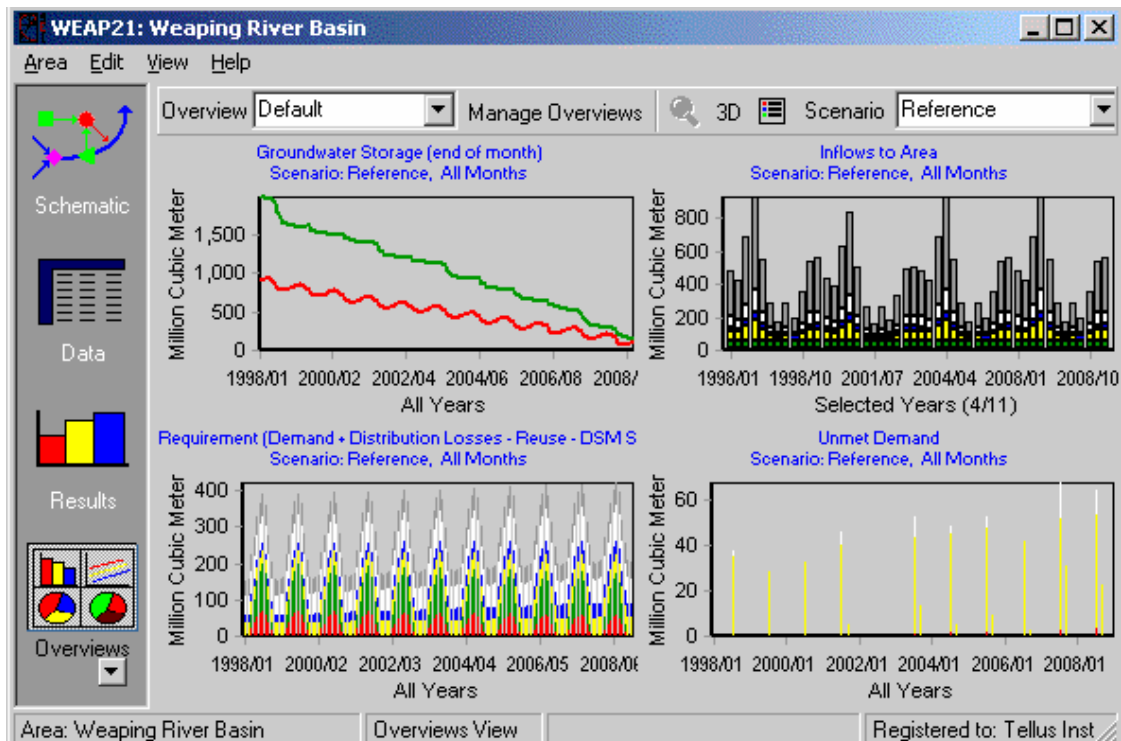 WEAP21: Weaping River Basin
Area Edit View Help
Overview Default Manage Overviews 3D Scenario Reference
Schematic
Data
Results
Overviews
Groundwater Storage (end of month)
Scenario: Reference, All Months
Million Cubic Meter
1,500
1,000
500
0
1998/01 2000/02 2002/04 2004/06 2006/08 2008/
All Years
Inflows to Area
Scenario: Reference, All Months
Million Cubic Meter
800
600
400
200
0
1998/01 1998/10 2001/07 2004/04 2008/01 2008/10
Selected Years (4/11)
Requirement (Demand + Distribution Losses - Reuse - DSM S
Scenario: Reference, All Months
Million Cubic Meter
400
300
200
100
0
1998/01 2000/02 2002/03 2004/04 2006/05 2008/0
All Years
Unmet Demand
Scenario: Reference, All Months
Million Cubic Meter
60
40
20
0
1998/01 2000/01 2002/01 2004/01 2006/01 2008/01
All Years
Area: Weaping River Basin Overviews View Registered to: Tellus Inst